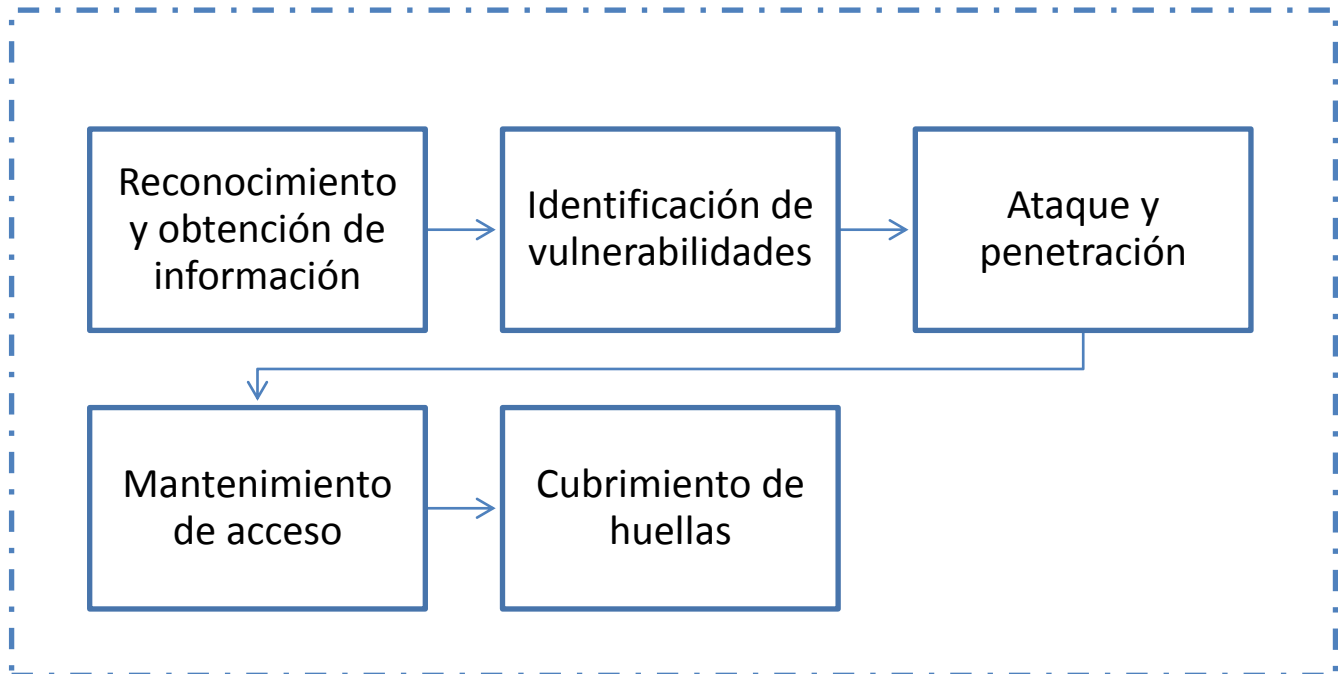 Reconocimiento
y obtención de
información
Identificación de
vulnerabilidades
Ataque y
penetración
Mantenimiento
de acceso
Cubrimiento de
huellas